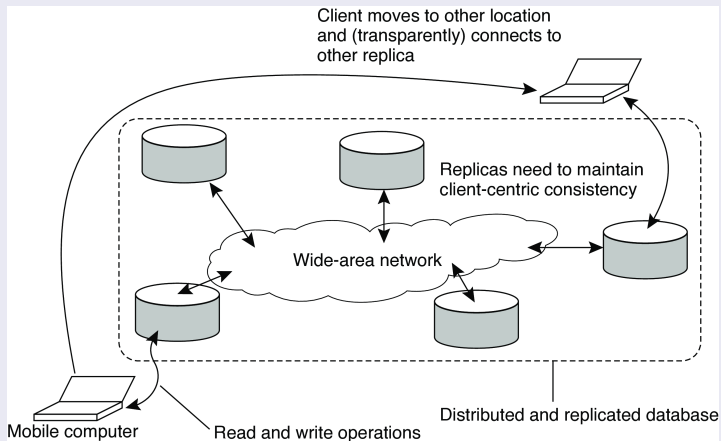 Client moves to other location
and (transparently) connects to
other replica
Replicas need to maintain
client-centric consistency
Wide-area network
Distributed and replicated database
Mobile computer
Read and write operations